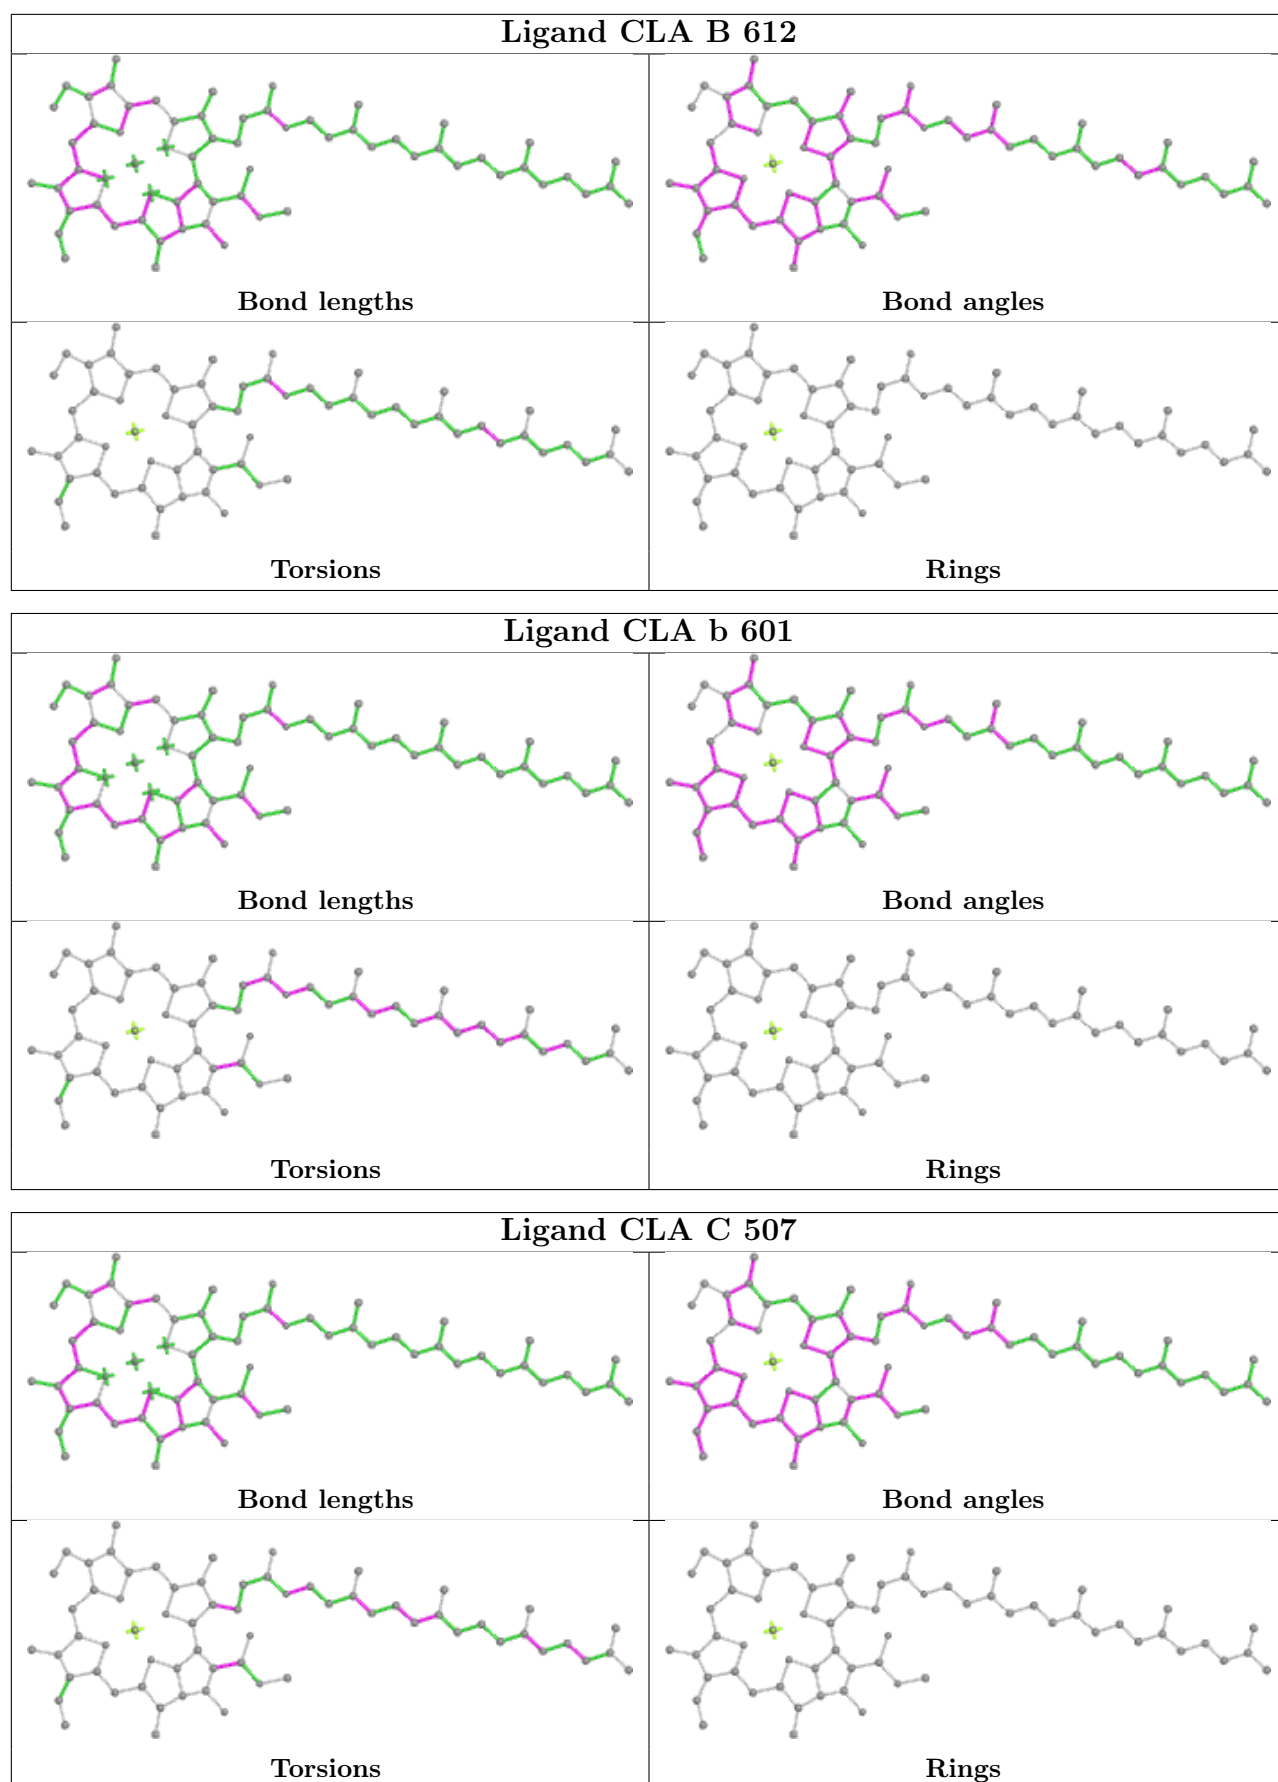 Ligand CLA B 612
Bond lengths
Bond angles
Torsions
Rings
Ligand CLA b 601
Bond lengths
Bond angles
Torsions
Rings
Ligand CLA C 507
Bond lengths
Bond angles
Torsions
Rings